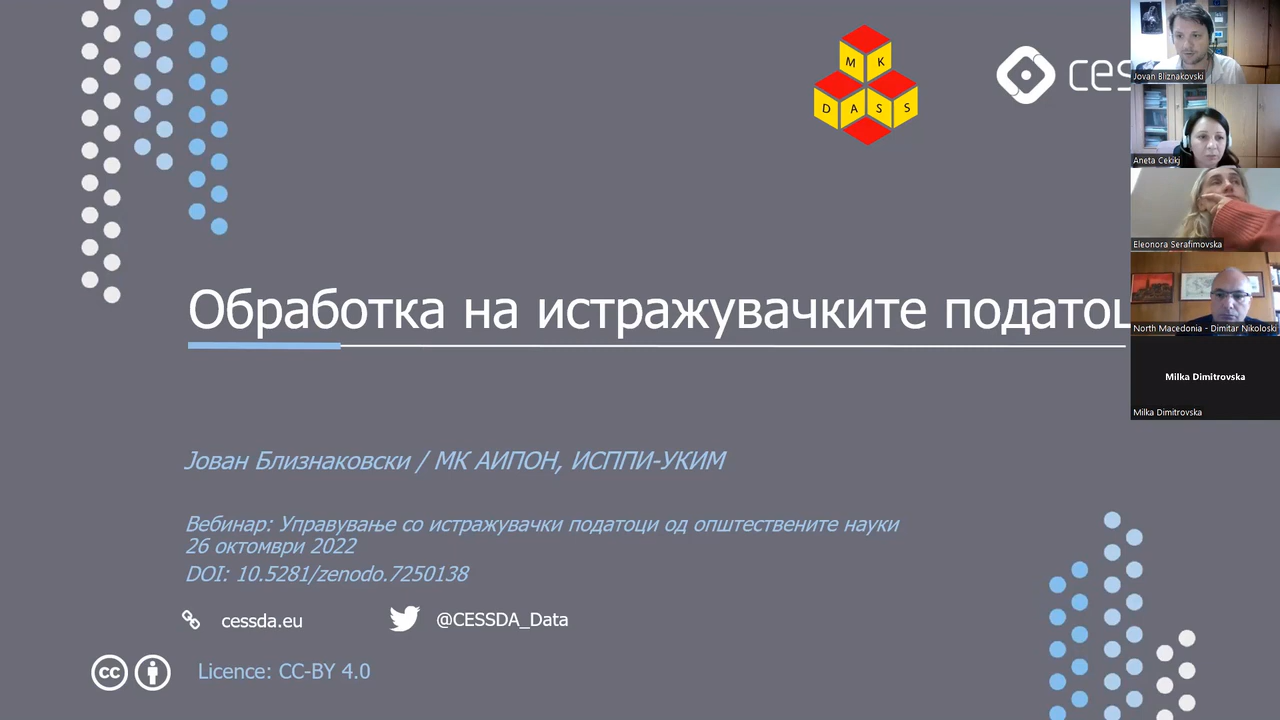 M K
D A S S
ces
Jovan Bliznakovski
Aneta Cekikj
Eleonora Serafimovska
North Macedonia - Dimitar Nikoloski
Milka Dimitrovska
Milka Dimitrovska
Обработка на истражувачките податоц
Јован Близнаковски / МК АИПОН, ИСППИ-УКИМ
Вебинар: Управување со истражувачки податоци од општествените науки
26 октомври 2022
DOI: 10.5281/zenodo.7250138
cessda.eu
@CESSDA_Data
cc
Licence: CC-BY 4.0